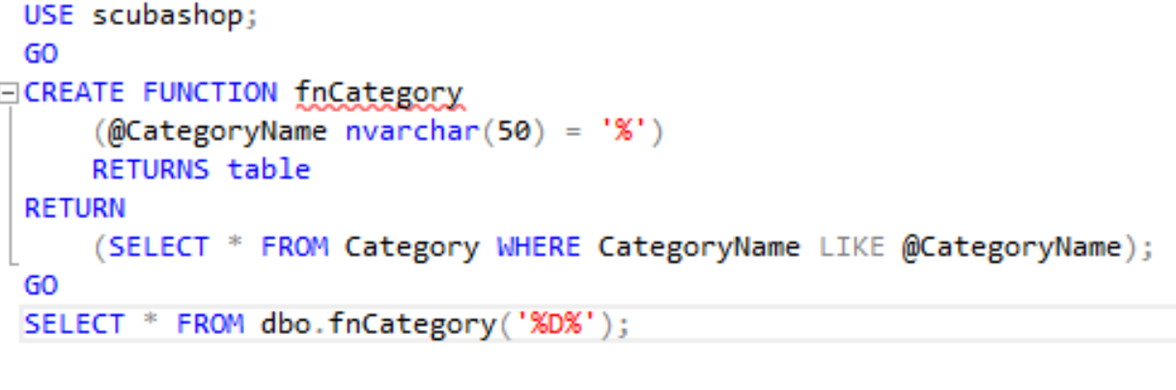 USE scubashop;
GO
CREATE FUNCTION fnCategory
(@CategoryName nvarchar(50) = '%')
RETURNS table
RETURN
(SELECT * FROM Category WHERE CategoryName LIKE @CategoryName);
GO
SELECT * FROM dbo.fnCategory('%D%');